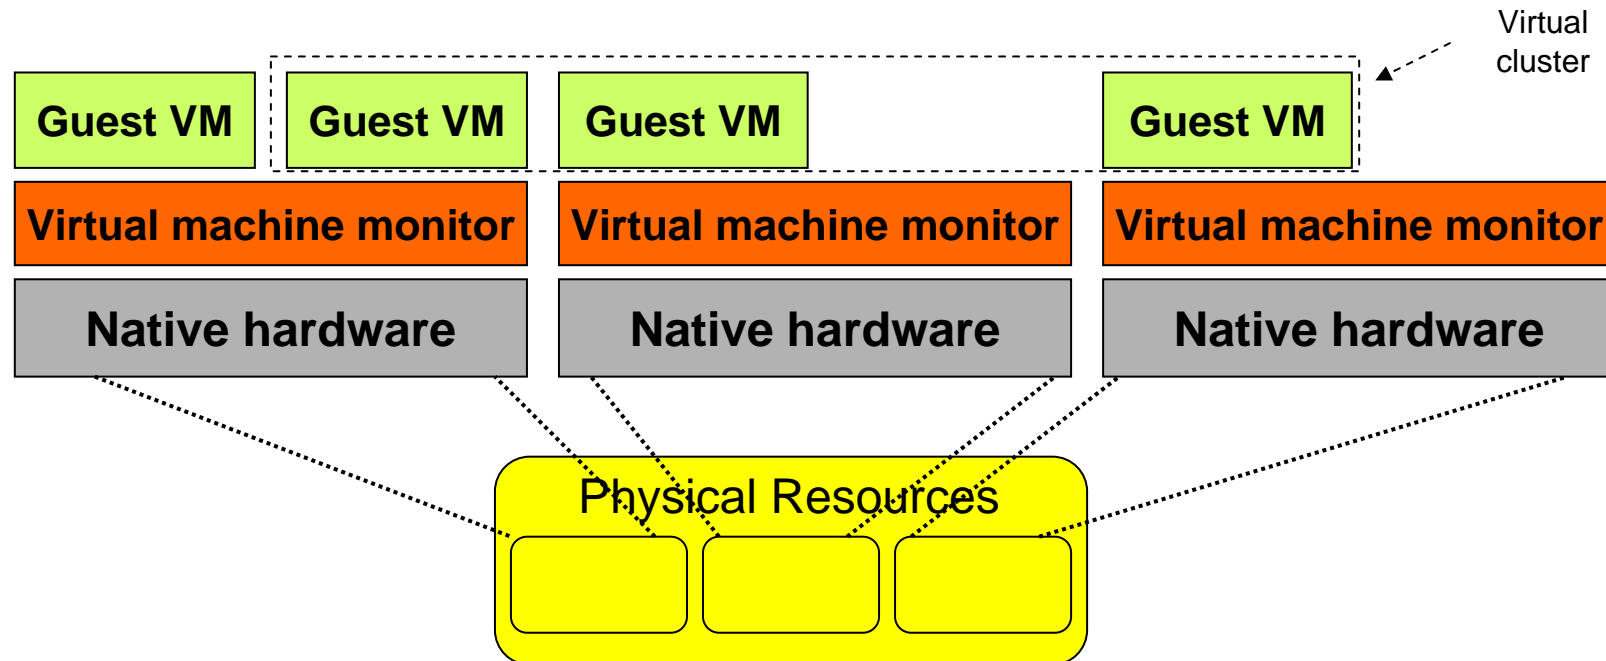 Virtual
cluster
Guest VM Guest VM Guest VM Guest VM
Virtual machine monitor Virtual machine monitor Virtual machine monitor
Native hardware Native hardware Native hardware
Physical Resources